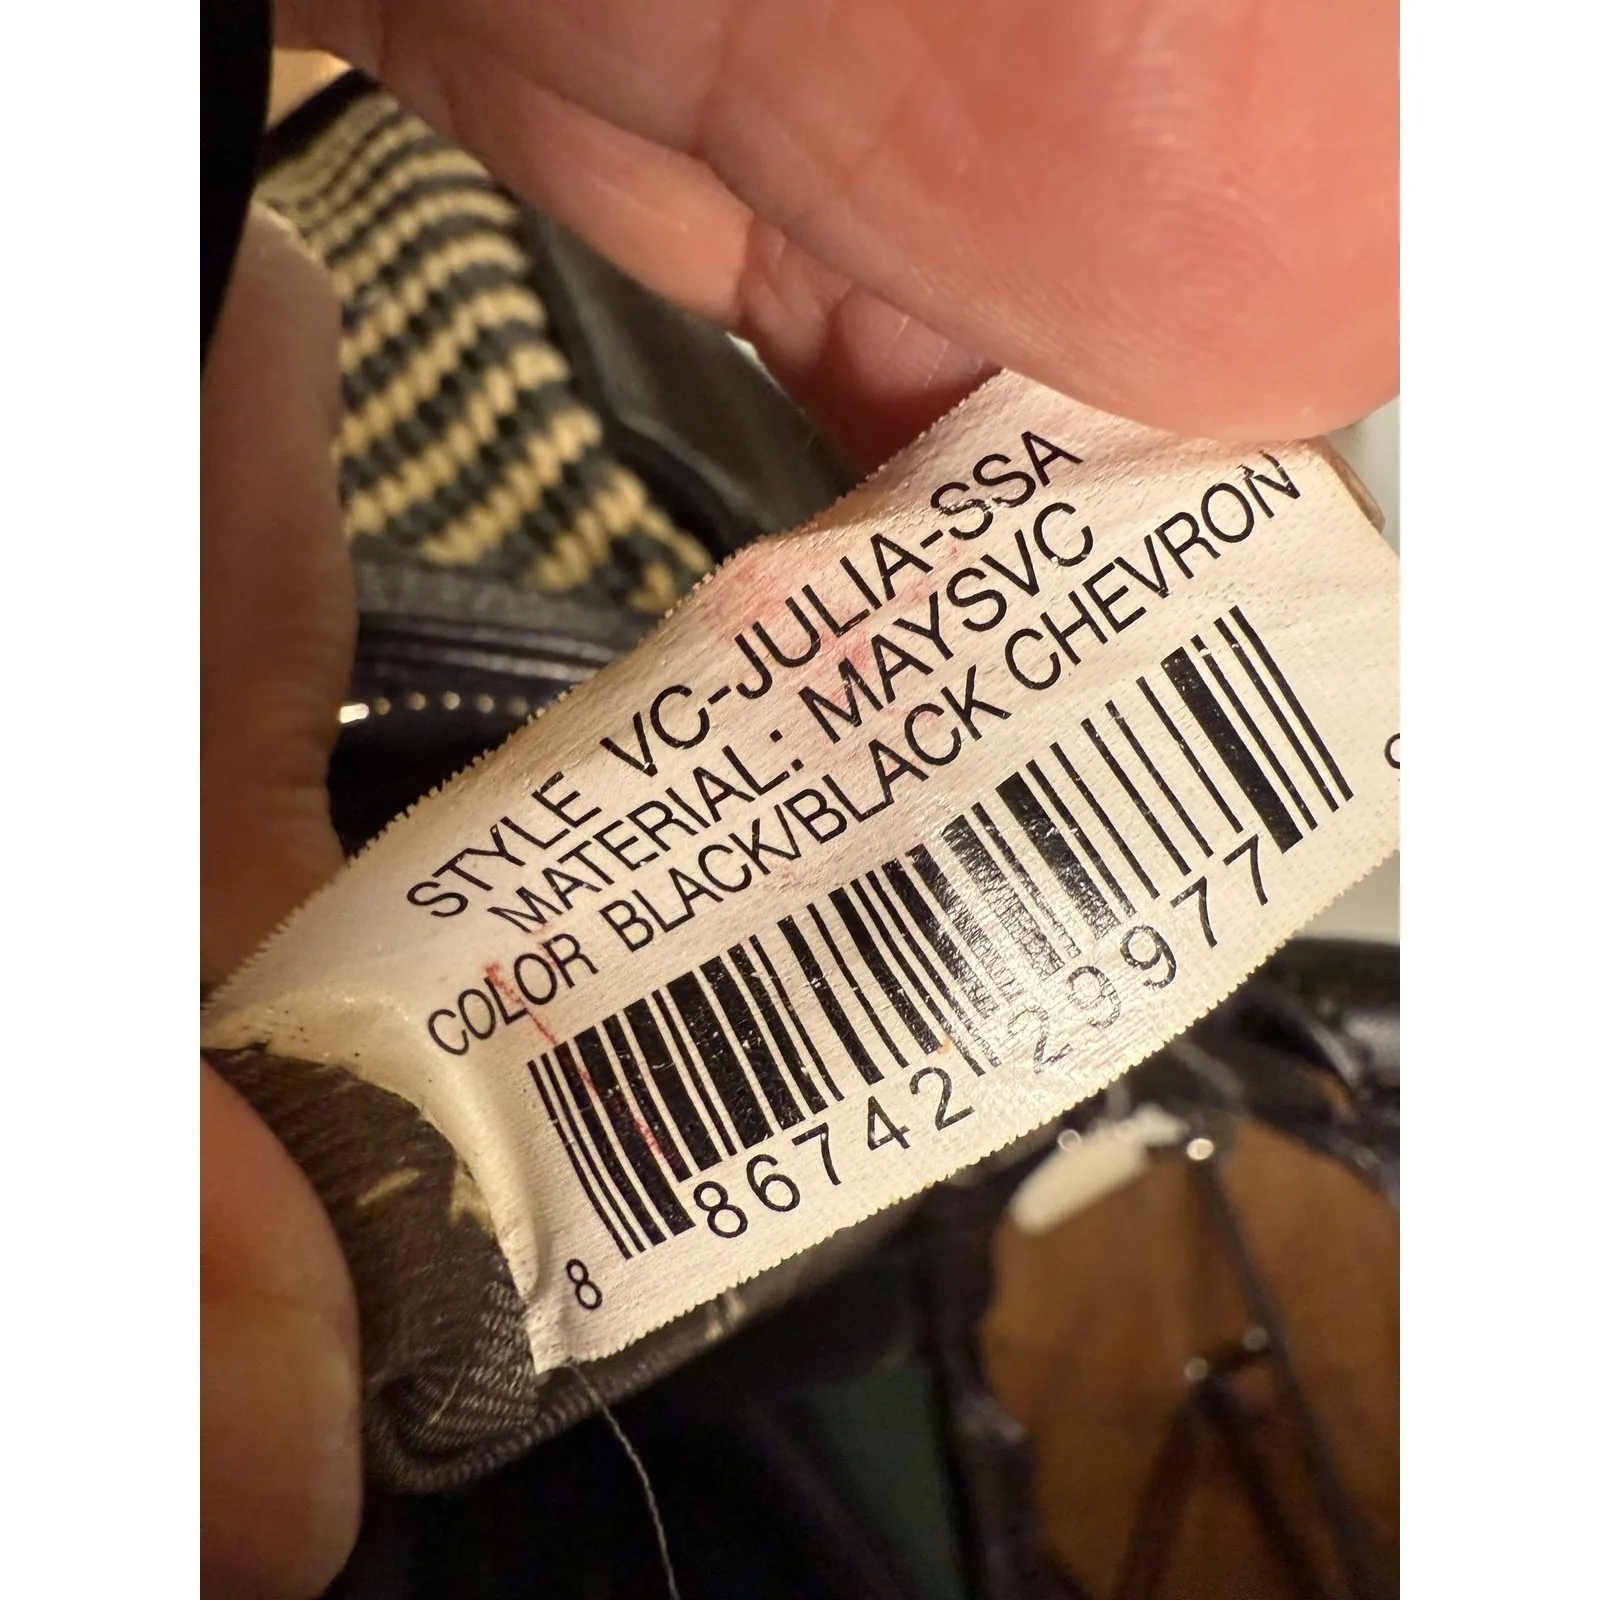 STYLE VC-JULIA-SSA
MATERIAL: MAYSVC
COLOR BLACK/BLACK CHEVRON
8 86742 29977